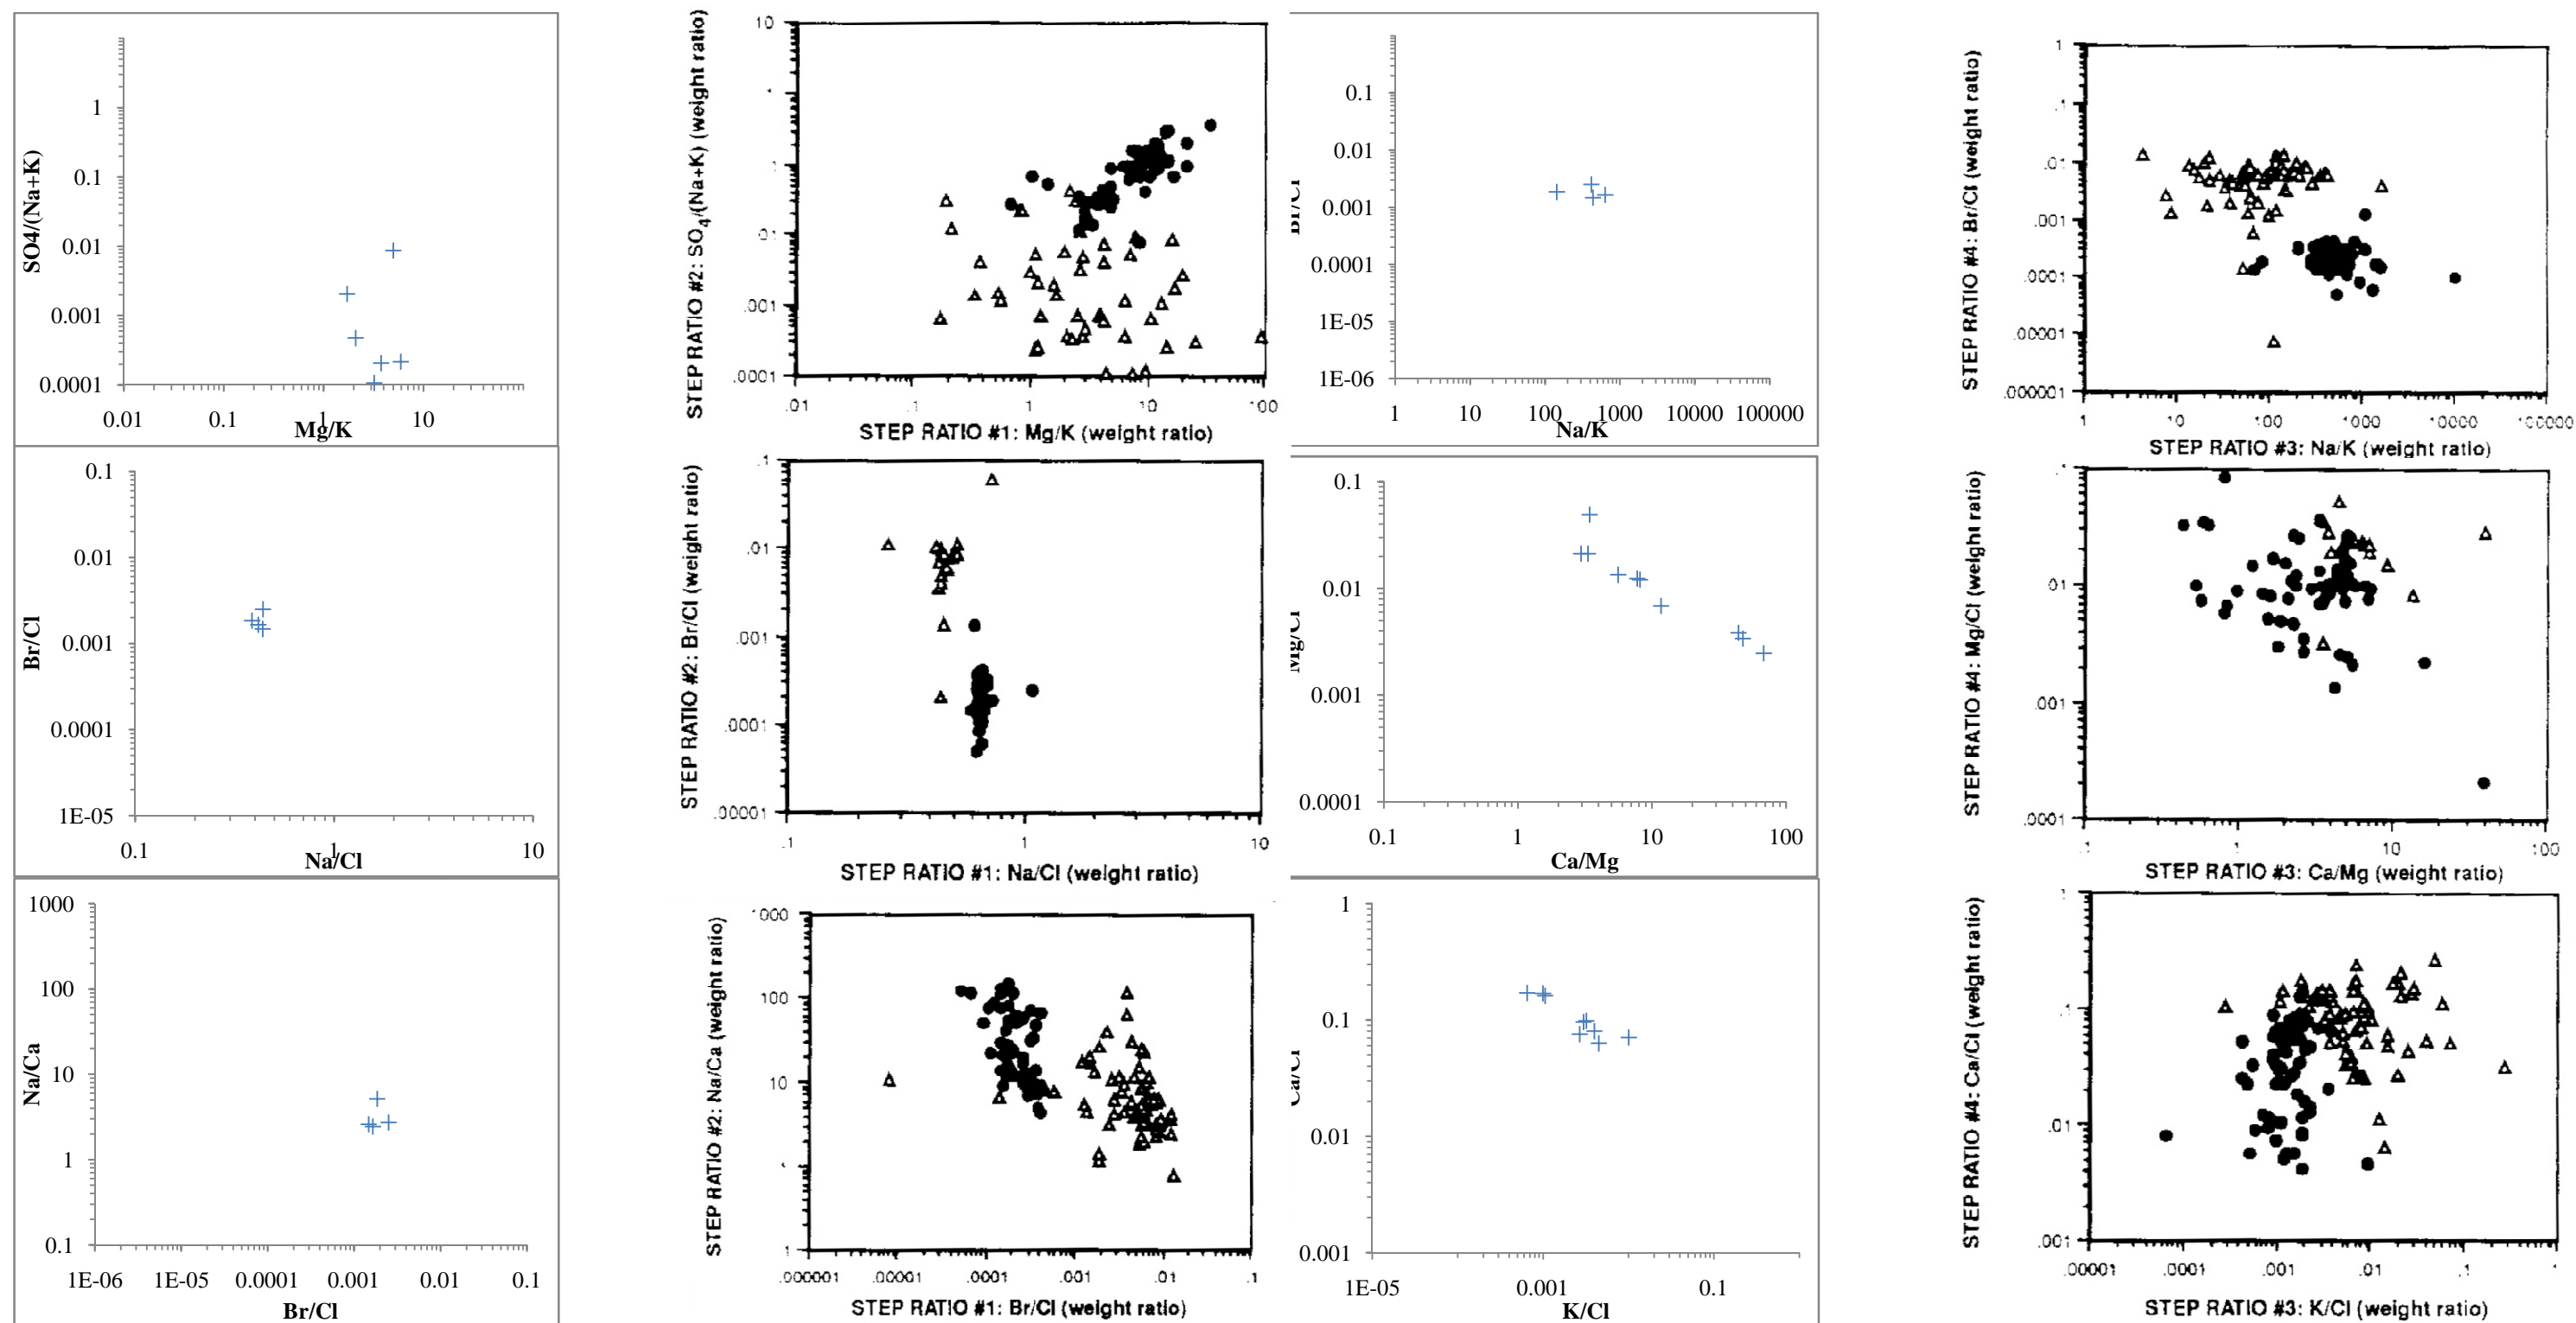 SO4/(Na+K)
1
0.1
0.01
0.001
0.0001
0.01 0.1 1 10
Mg/K
STEP RATIO #2: SO4/(Na+K) (weight ratio)
10
1
.1
.01
.001
.0001
.01 .1 1 10 100
STEP RATIO #1: Mg/K (weight ratio)
Br/Cl
0.1
0.01
0.001
0.0001
1E-05
1E-06
1 10 100 1000 10000 100000
Na/K
STEP RATIO #4: Br/Cl (weight ratio)
1
.1
.01
.001
.0001
.00001
.000001
1 10 100 1000 10000 100000
STEP RATIO #3: Na/K (weight ratio)
Br/Cl
0.1
0.01
0.001
0.0001
1E-05
0.1 1 10
Na/Cl
STEP RATIO #2: Br/Cl (weight ratio)
.1
.01
.001
.0001
.00001
.1 1 10
STEP RATIO #1: Na/Cl (weight ratio)
Mg/Cl
0.1
0.01
0.001
0.0001
0.1 1 10 100
Ca/Mg
STEP RATIO #4: Mg/Cl (weight ratio)
.1
.01
.001
.0001
.1 1 10 100
STEP RATIO #3: Ca/Mg (weight ratio)
Na/Ca
1000
100
10
1
0.1
1E-06 1E-05 0.0001 0.001 0.01 0.1
Br/Cl
STEP RATIO #2: Na/Ca (weight ratio)
1000
100
10
1
.1
.000001 .00001 .0001 .001 .01 .1
STEP RATIO #1: Br/Cl (weight ratio)
Ca/Cl
1
0.1
0.01
0.001
1E-05 0.001 0.1
K/Cl
STEP RATIO #4: Ca/Cl (weight ratio)
1
.1
.01
.001
.00001 .0001 .001 .01 .1 1
STEP RATIO #3: K/Cl (weight ratio)